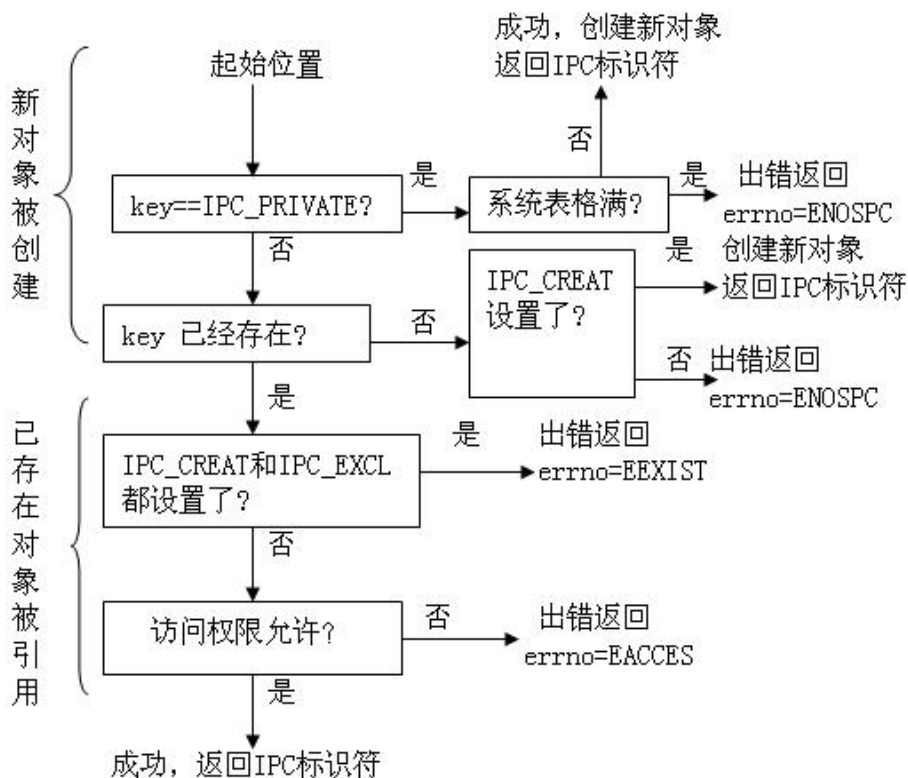 成功，创建新对象
返回IPC标识符
起始位置
新对象被创建
否
是
是
出错返回
key==IPC_PRIVATE?
系统表格满?
errno=ENOSPC
否
是
创建新对象
IPC_CREAT
设置了?
返回IPC标识符
key 已经存在?
否
否
出错返回
errno=ENOSPC
是
已存在对象被引用
是
出错返回
IPC_CREAT和IPC_EXCL
都设置了?
errno=EEXIST
否
访问权限允许?
否
出错返回
errno=EACCES
是
成功，返回IPC标识符